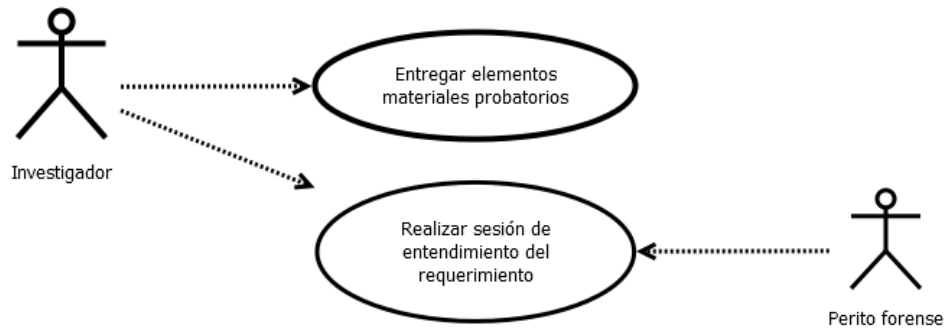 Entregar elementos
materiales probatorios
Investigador
Realizar sesión de
entendimiento del
requerimiento
Perito forense